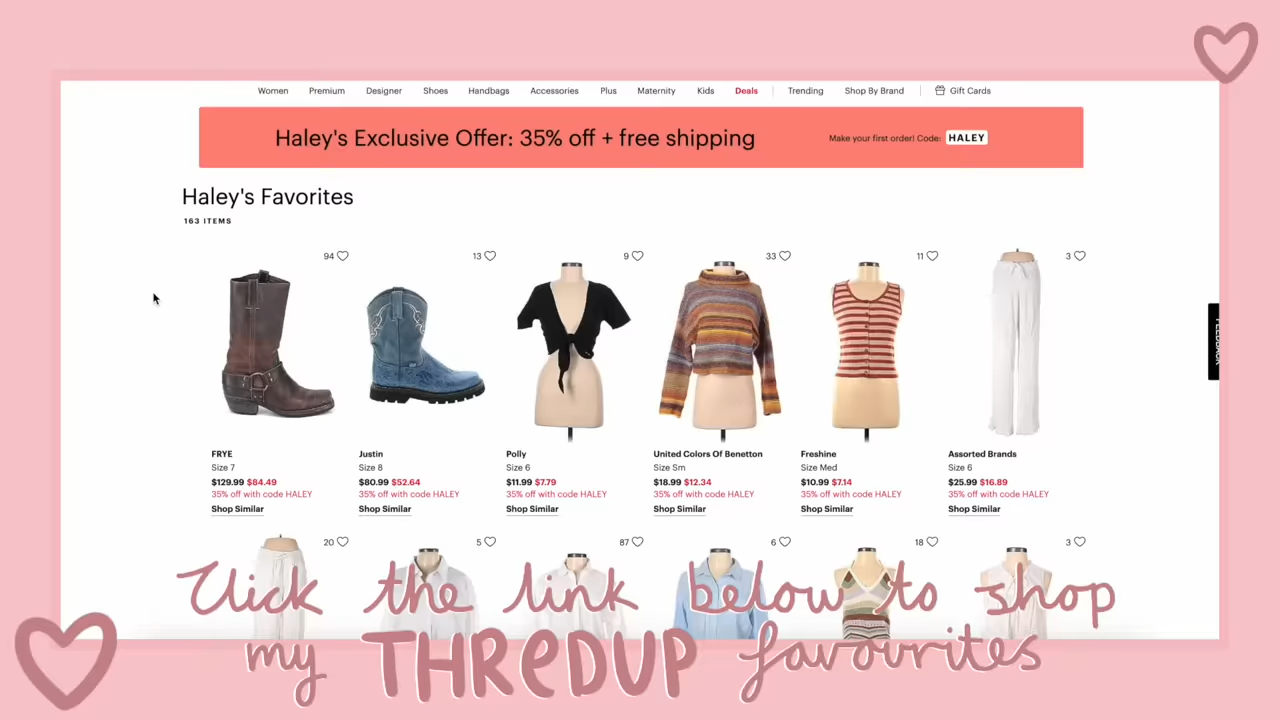 Women Premium Designer Shoes Handbags Accessories Plus Maternity Kids Deals Trending Shop By Brand Gift Cards
Haley's Exclusive Offer: 35% off + free shipping Make your first order! Code: HALEY
Haley's Favorites
163 ITEMS
94 13 9 33 11 3
FEEDBACK
FRYE Justin Polly United Colors Of Benetton Freshine Assorted Brands
Size 7 Size 8 Size 6 Size Sm Size Med Size 6
$129.99 $84.49 $80.99 $52.64 $11.99 $7.79 $18.99 $12.34 $10.99 $7.14 $25.99 $16.89
35% off with code HALEY 35% off with code HALEY 35% off with code HALEY 35% off with code HALEY 35% off with code HALEY 35% off with code HALEY
Shop Similar Shop Similar Shop Similar Shop Similar Shop Similar Shop Similar
20 5 87 6 18 3
Click the link below to shop
my THREDUP favourites